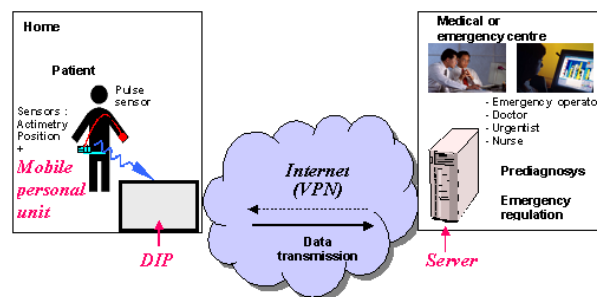 Home
Patient
Pulse
sensor
Sensors :
Actimetry
Position
+
Mobile
personal
unit
DIP
Internet
(VPN)
Data
transmission
Medical or
emergency centre
- Emergency operato
- Doctor
- Urgentist
- Nurse
Prediagnosys
Emergency
regulation
Server